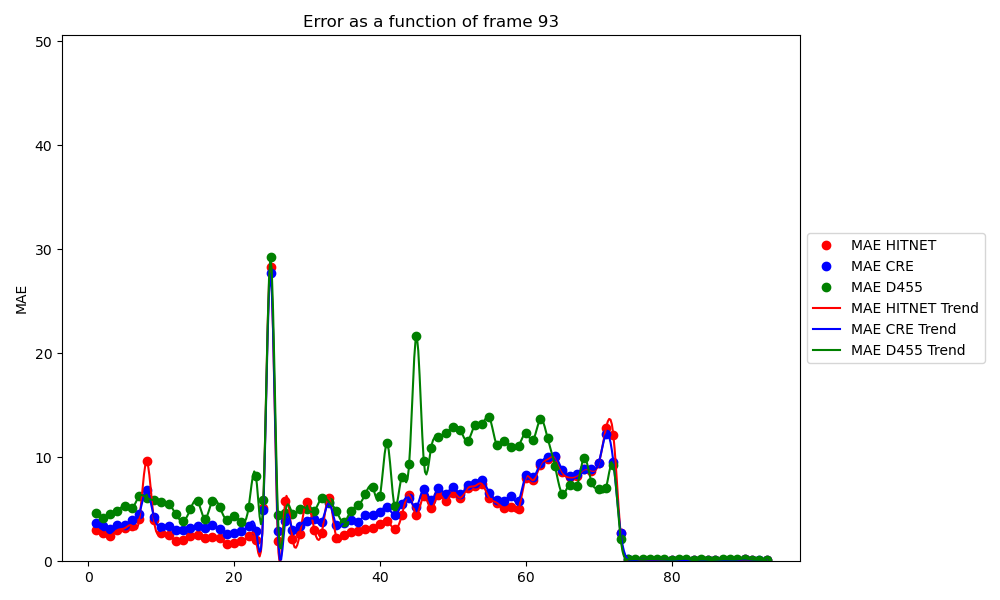 Error as a function of frame 93
MAE
50
40
30
20
10
0
0 20 40 60 80
MAE HITNET
MAE CRE
MAE D455
MAE HITNET Trend
MAE CRE Trend
MAE D455 Trend